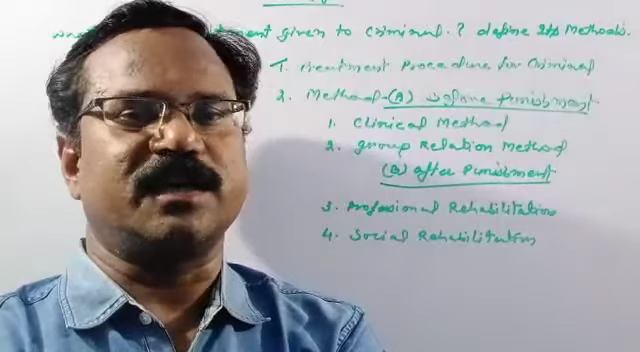 treatment given to criminal.? define its Methods.
1. Treatment Procedure for Criminal
2. Method-(A) Before Punishment
1. Clinical Method
2. group Relation Method
(B) after Punishment
3. Professional Rehabilitation
4. Social Rehabilitation